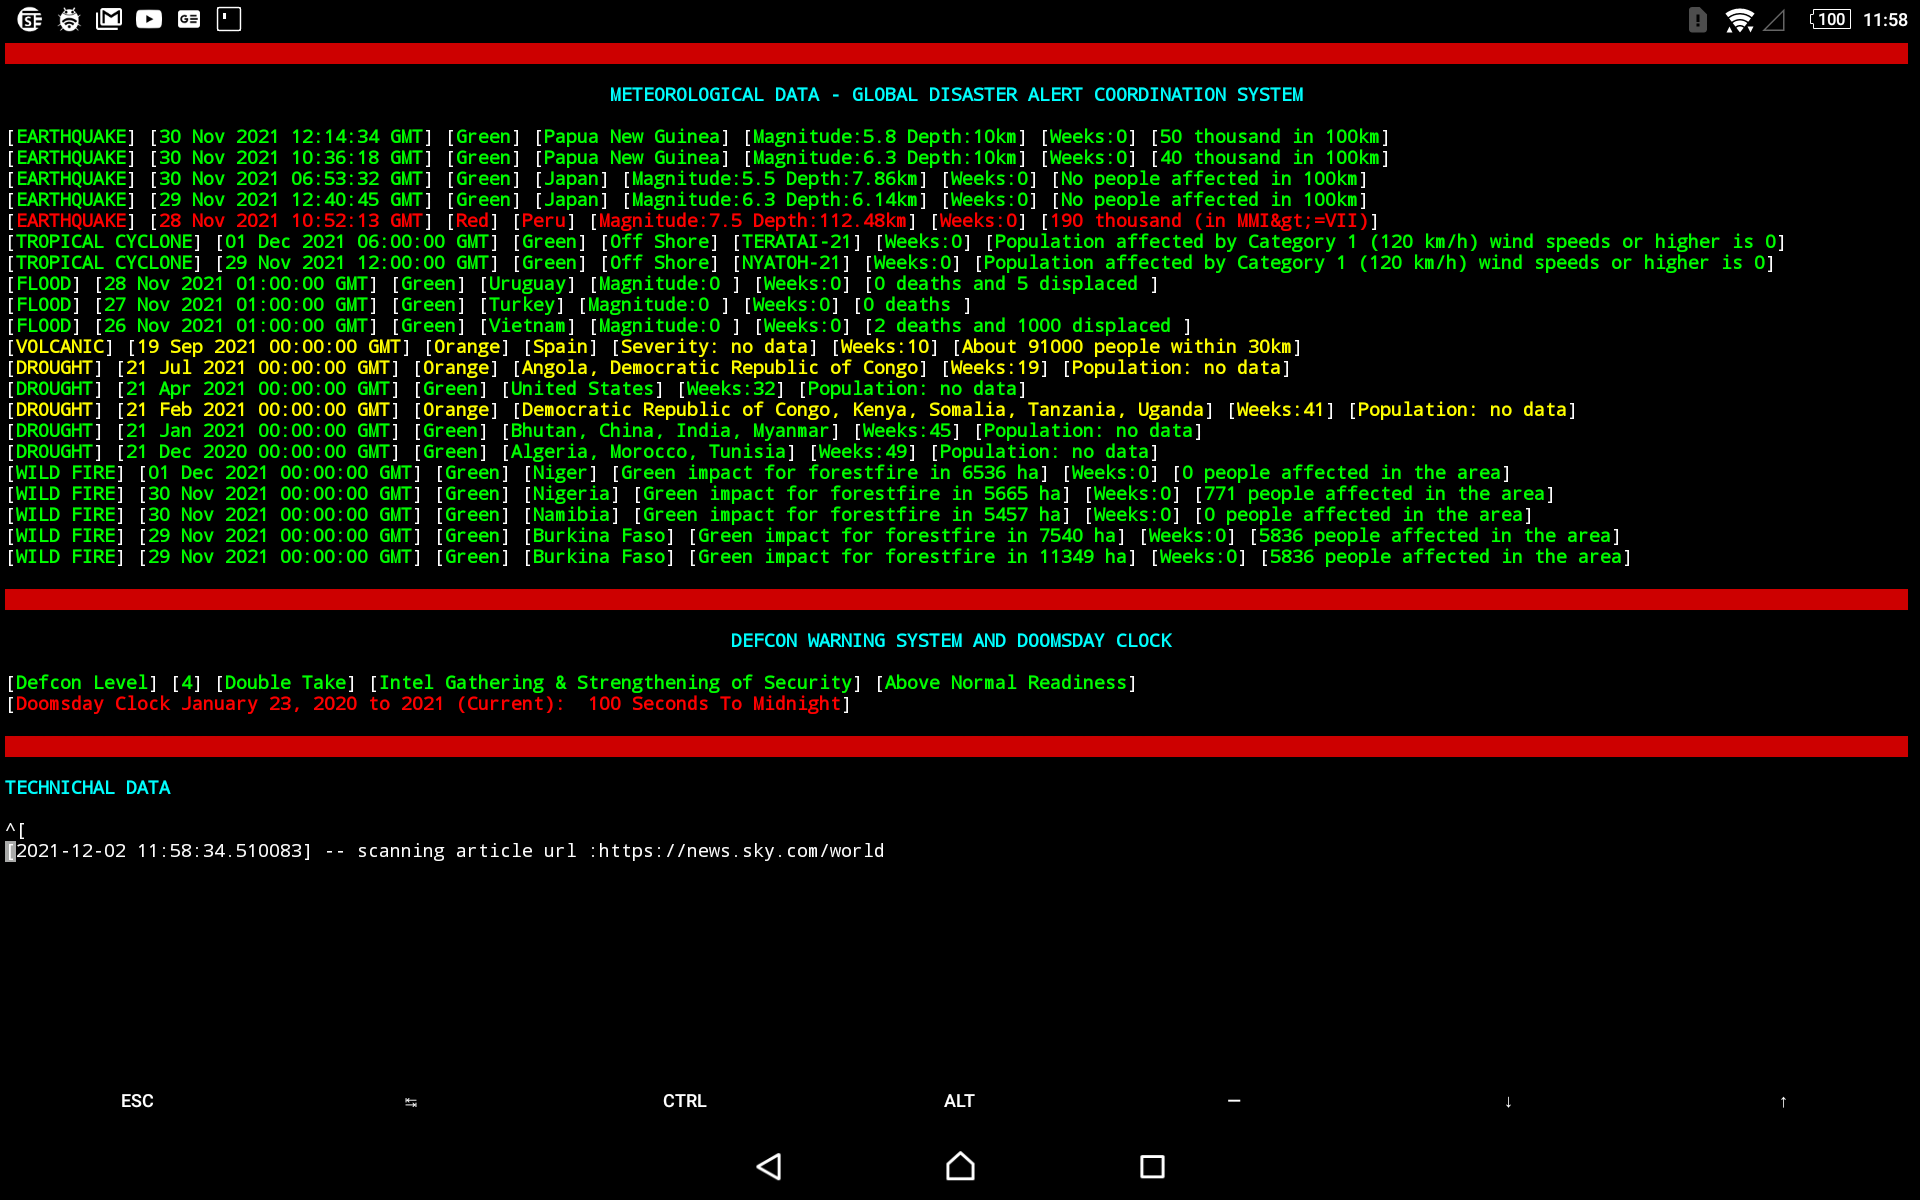 100 11:58
METEOROLOGICAL DATA - GLOBAL DISASTER ALERT COORDINATION SYSTEM
[EARTHQUAKE] [30 Nov 2021 12:14:34 GMT] [Green] [Papua New Guinea] [Magnitude:5.8 Depth:10km] [Weeks:0] [50 thousand in 100km]
[EARTHQUAKE] [30 Nov 2021 10:36:18 GMT] [Green] [Papua New Guinea] [Magnitude:6.3 Depth:10km] [Weeks:0] [40 thousand in 100km]
[EARTHQUAKE] [30 Nov 2021 06:53:32 GMT] [Green] [Japan] [Magnitude:5.5 Depth:7.86km] [Weeks:0] [No people affected in 100km]
[EARTHQUAKE] [29 Nov 2021 12:40:45 GMT] [Green] [Japan] [Magnitude:6.3 Depth:6.14km] [Weeks:0] [No people affected in 100km]
[EARTHQUAKE] [28 Nov 2021 10:52:13 GMT] [Red] [Peru] [Magnitude:7.5 Depth:112.48km] [Weeks:0] [190 thousand (in MMI&gt;=VII)]
[TROPICAL CYCLONE] [01 Dec 2021 06:00:00 GMT] [Green] [Off Shore] [TERATAI-21] [Weeks:0] [Population affected by Category 1 (120 km/h) wind speeds or higher is 0]
[TROPICAL CYCLONE] [29 Nov 2021 12:00:00 GMT] [Green] [Off Shore] [NYATOH-21] [Weeks:0] [Population affected by Category 1 (120 km/h) wind speeds or higher is 0]
[FLOOD] [28 Nov 2021 01:00:00 GMT] [Green] [Uruguay] [Magnitude:0 ] [Weeks:0] [0 deaths and 5 displaced ]
[FLOOD] [27 Nov 2021 01:00:00 GMT] [Green] [Turkey] [Magnitude:0 ] [Weeks:0] [0 deaths ]
[FLOOD] [26 Nov 2021 01:00:00 GMT] [Green] [Vietnam] [Magnitude:0 ] [Weeks:0] [2 deaths and 1000 displaced ]
[VOLCANIC] [19 Sep 2021 00:00:00 GMT] [Orange] [Spain] [Severity: no data] [Weeks:10] [About 91000 people within 30km]
[DROUGHT] [21 Jul 2021 00:00:00 GMT] [Orange] [Angola, Democratic Republic of Congo] [Weeks:19] [Population: no data]
[DROUGHT] [21 Apr 2021 00:00:00 GMT] [Green] [United States] [Weeks:32] [Population: no data]
[DROUGHT] [21 Feb 2021 00:00:00 GMT] [Orange] [Democratic Republic of Congo, Kenya, Somalia, Tanzania, Uganda] [Weeks:41] [Population: no data]
[DROUGHT] [21 Jan 2021 00:00:00 GMT] [Green] [Bhutan, China, India, Myanmar] [Weeks:45] [Population: no data]
[DROUGHT] [21 Dec 2020 00:00:00 GMT] [Green] [Algeria, Morocco, Tunisia] [Weeks:49] [Population: no data]
[WILD FIRE] [01 Dec 2021 00:00:00 GMT] [Green] [Niger] [Green impact for forestfire in 6536 ha] [Weeks:0] [0 people affected in the area]
[WILD FIRE] [30 Nov 2021 00:00:00 GMT] [Green] [Nigeria] [Green impact for forestfire in 5665 ha] [Weeks:0] [771 people affected in the area]
[WILD FIRE] [30 Nov 2021 00:00:00 GMT] [Green] [Namibia] [Green impact for forestfire in 5457 ha] [Weeks:0] [0 people affected in the area]
[WILD FIRE] [29 Nov 2021 00:00:00 GMT] [Green] [Burkina Faso] [Green impact for forestfire in 7540 ha] [Weeks:0] [5836 people affected in the area]
[WILD FIRE] [29 Nov 2021 00:00:00 GMT] [Green] [Burkina Faso] [Green impact for forestfire in 11349 ha] [Weeks:0] [5836 people affected in the area]
DEFCON WARNING SYSTEM AND DOOMSDAY CLOCK
[Defcon Level] [4] [Double Take] [Intel Gathering & Strengthening of Security] [Above Normal Readiness]
[Doomsday Clock January 23, 2020 to 2021 (Current):  100 Seconds To Midnight]
TECHNICHAL DATA
^[
[2021-12-02 11:58:34.510083] -- scanning article url :https://news.sky.com/world
ESC ↹ CTRL ALT — ↓ ↑